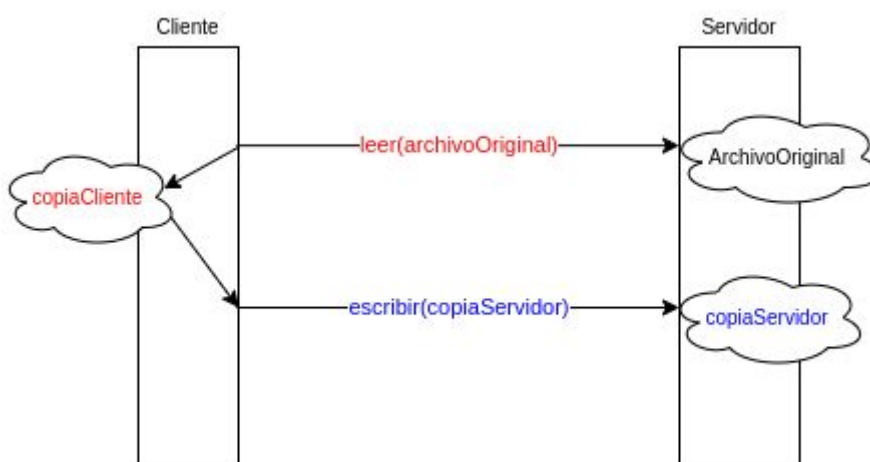 Cliente
Servidor
leer(archivoOriginal)
ArchivoOriginal
copiaCliente
escribir(copiaServidor)
copiaServidor